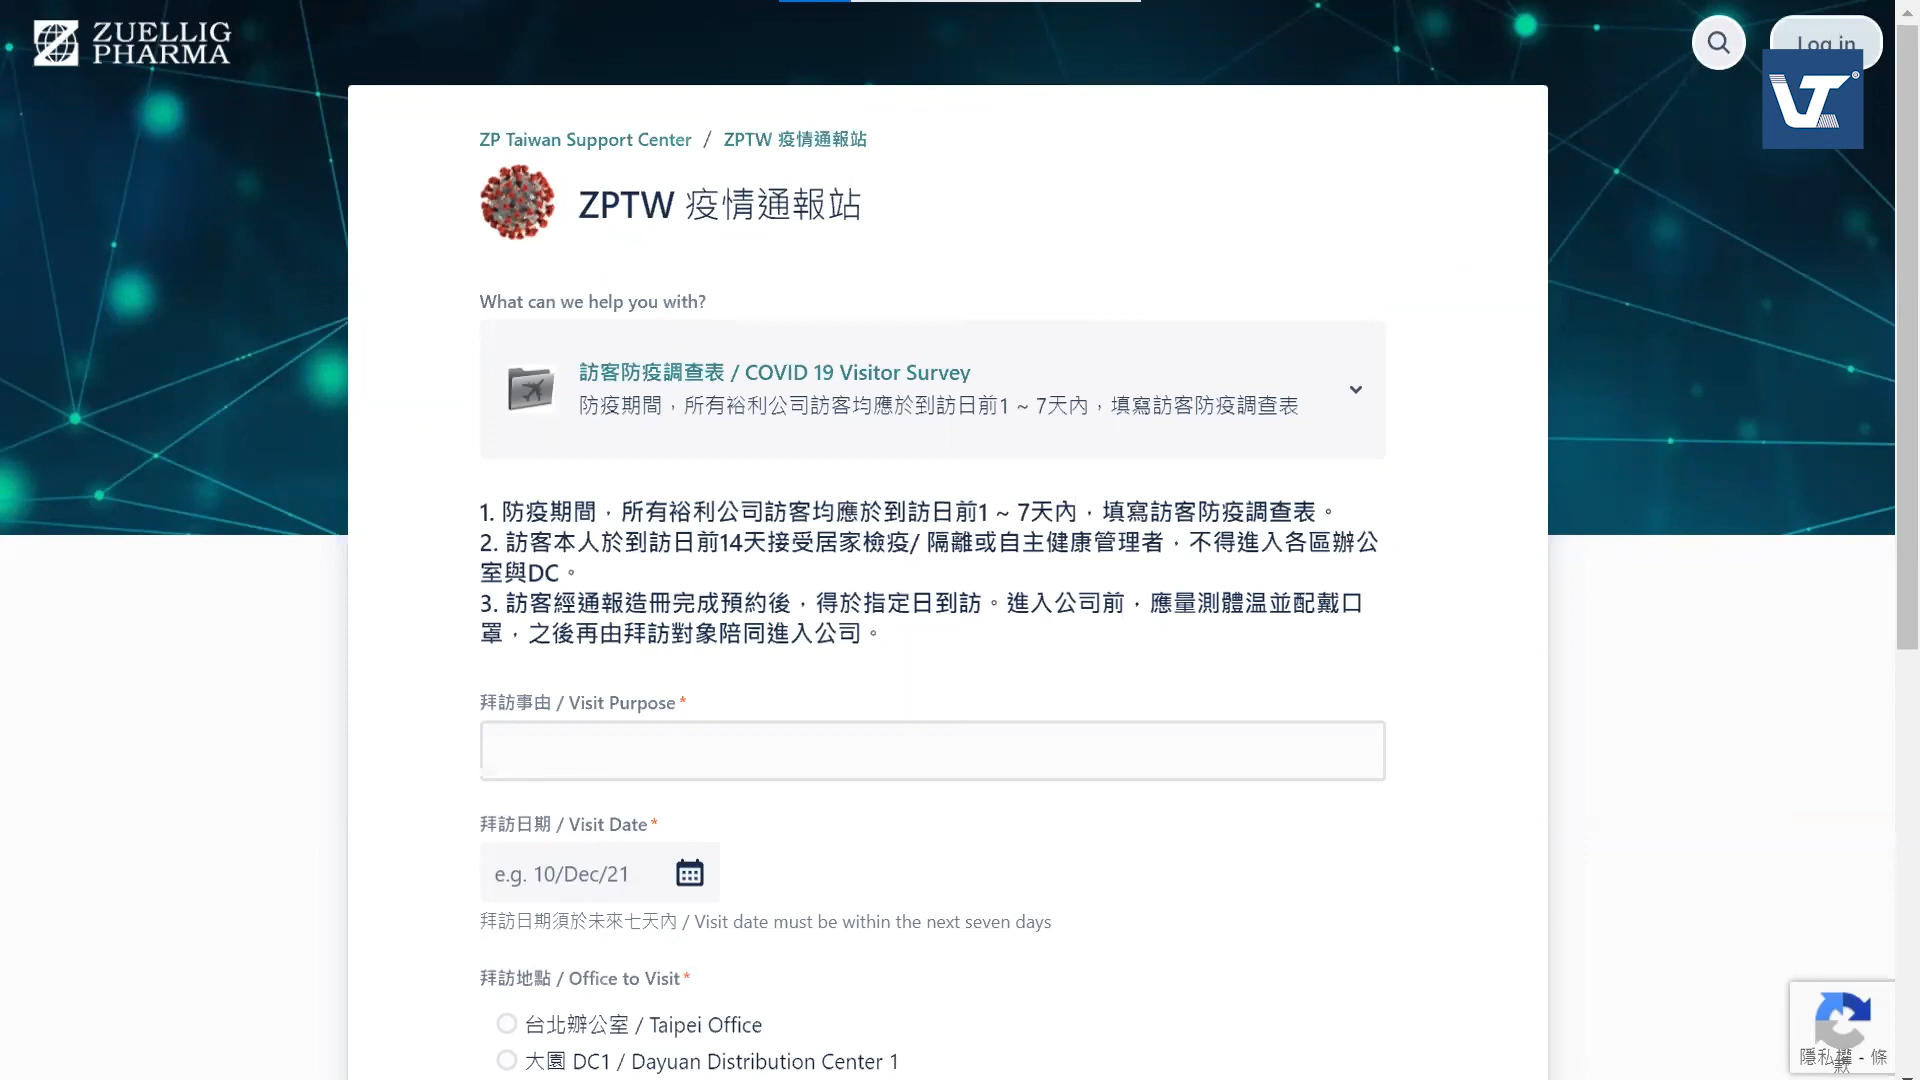 ZUELLIG
PHARMA
Log in
VT®
ZP Taiwan Support Center / ZPTW 疫情通報站
ZPTW 疫情通報站
What can we help you with?
訪客防疫調查表 / COVID 19 Visitor Survey
防疫期間，所有裕利公司訪客均應於到訪日前1 ~ 7天內，填寫訪客防疫調查表
1. 防疫期間，所有裕利公司訪客均應於到訪日前1 ~ 7天內，填寫訪客防疫調查表。
2. 訪客本人於到訪日前14天接受居家檢疫/ 隔離或自主健康管理者，不得進入各區辦公
室與DC。
3. 訪客經通報造冊完成預約後，得於指定日到訪。進入公司前，應量測體温並配戴口
罩，之後再由拜訪對象陪同進入公司。
拜訪事由 / Visit Purpose*
拜訪日期 / Visit Date*
e.g. 10/Dec/21
拜訪日期須於未來七天內 / Visit date must be within the next seven days
拜訪地點 / Office to Visit*
台北辦公室 / Taipei Office
大園 DC1 / Dayuan Distribution Center 1
隱私權 - 條
款